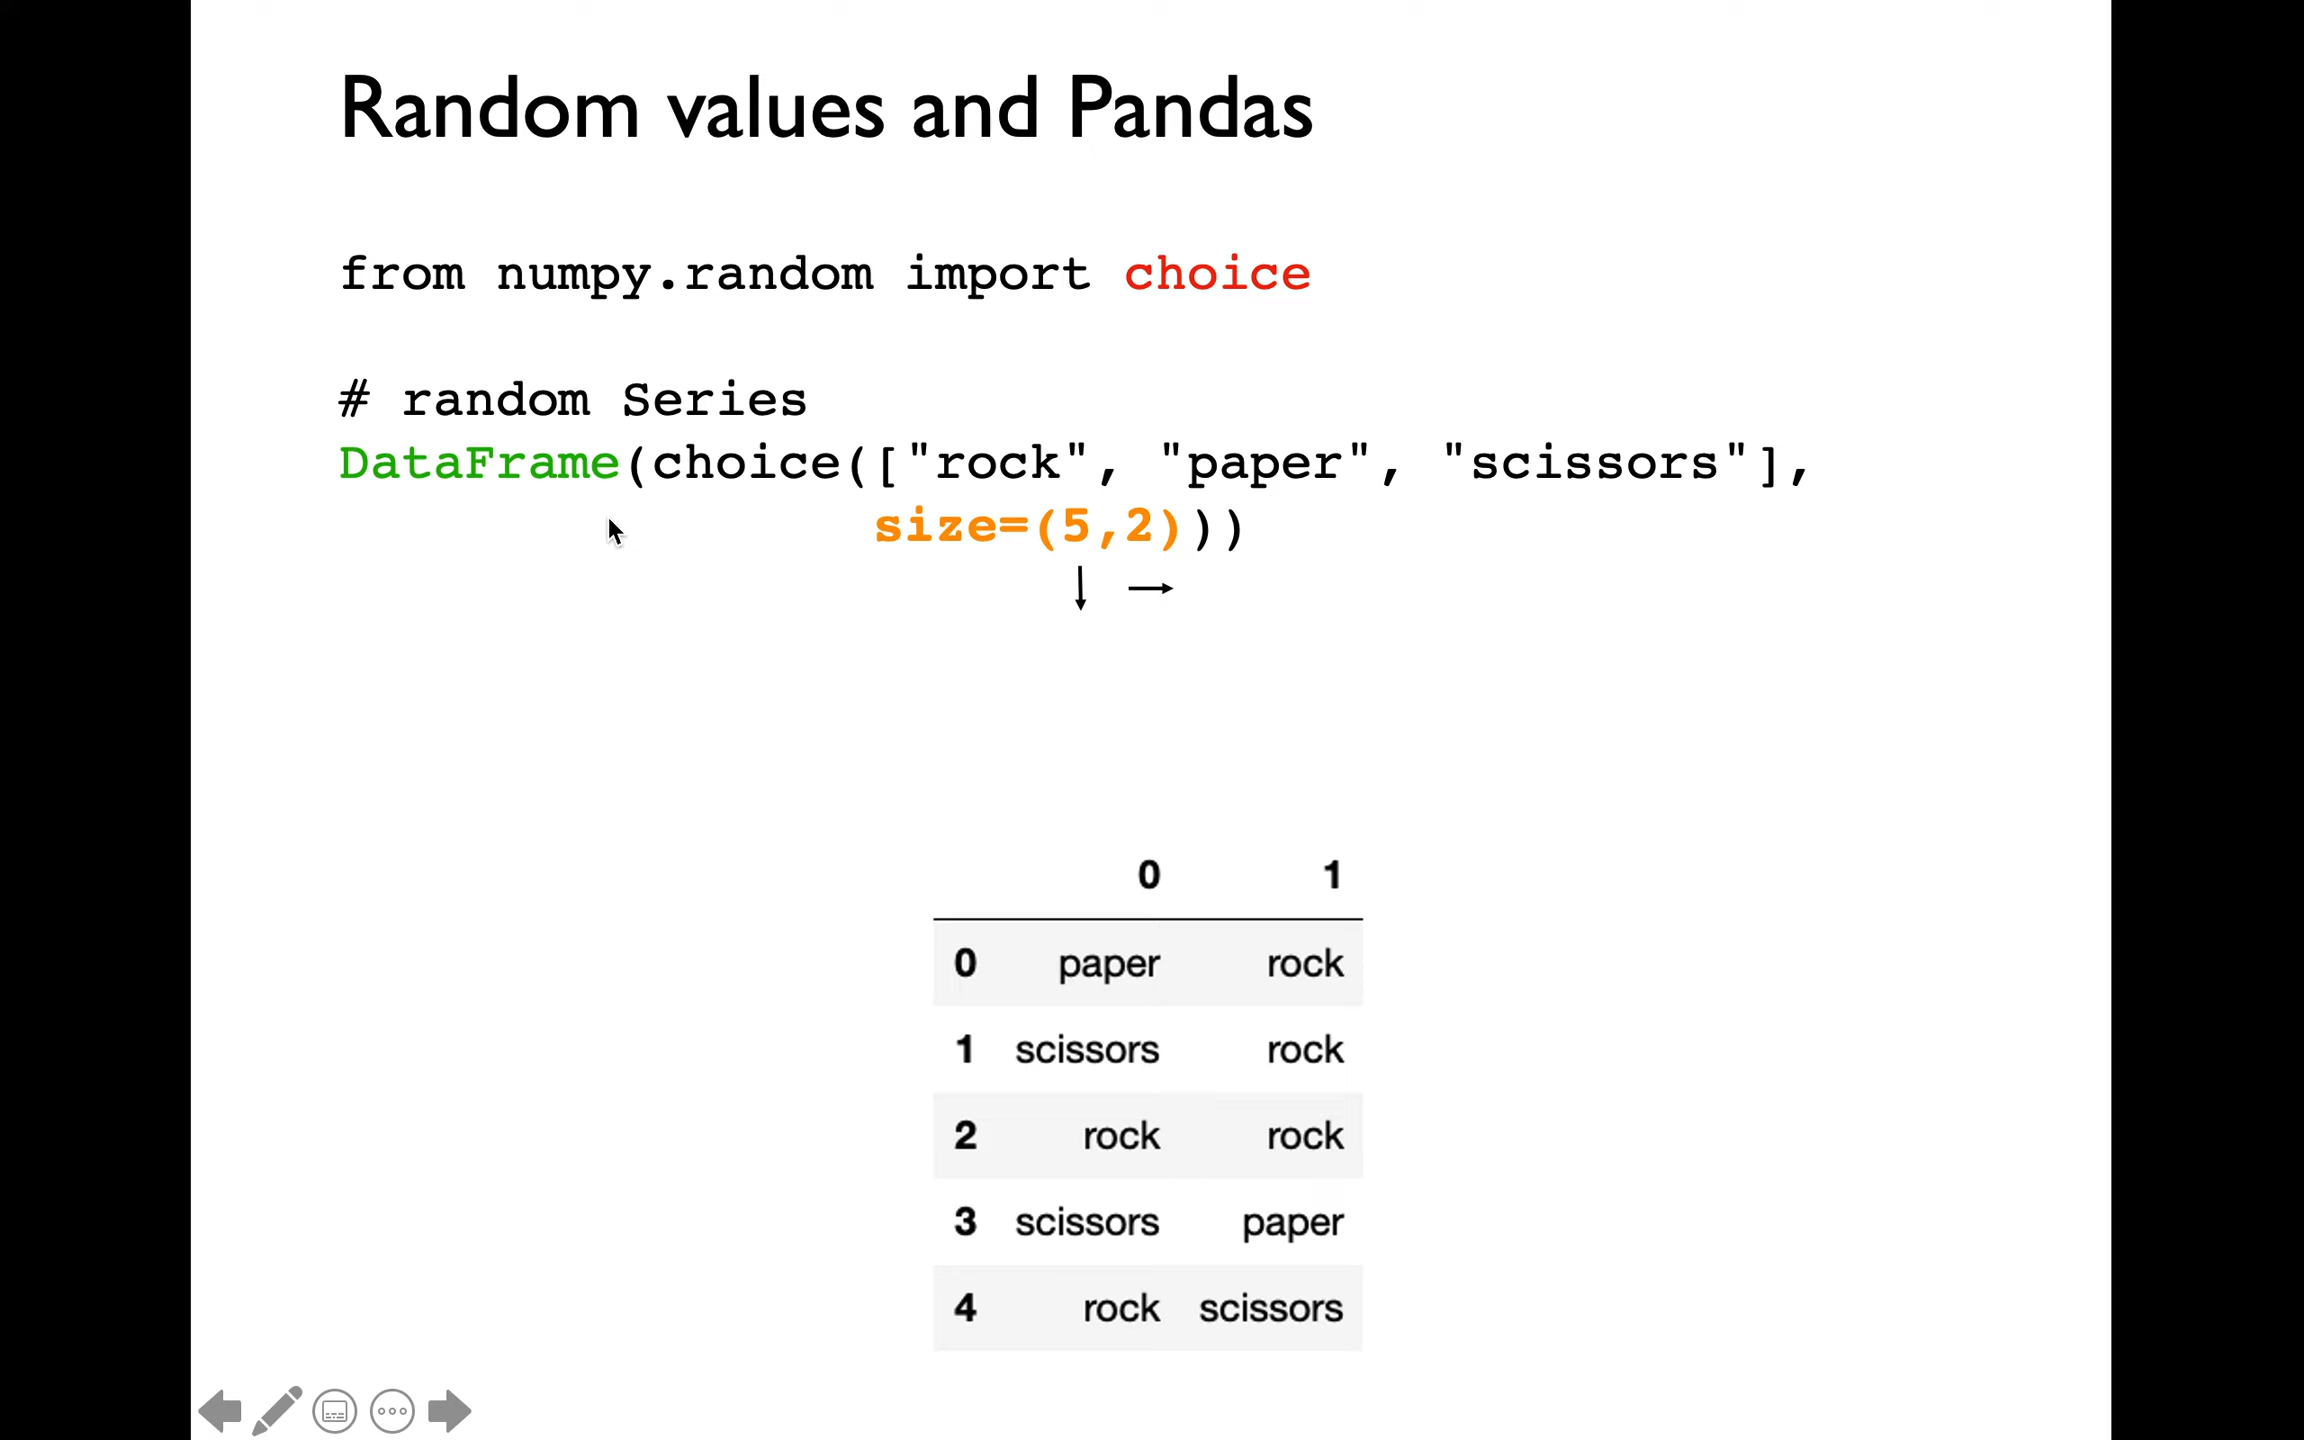 Random values and Pandas
from numpy.random import choice
# random Series
DataFrame(choice(["rock", "paper", "scissors"],
size=(5,2)))
0 1
0 paper rock
1 scissors rock
2 rock rock
3 scissors paper
4 rock scissors